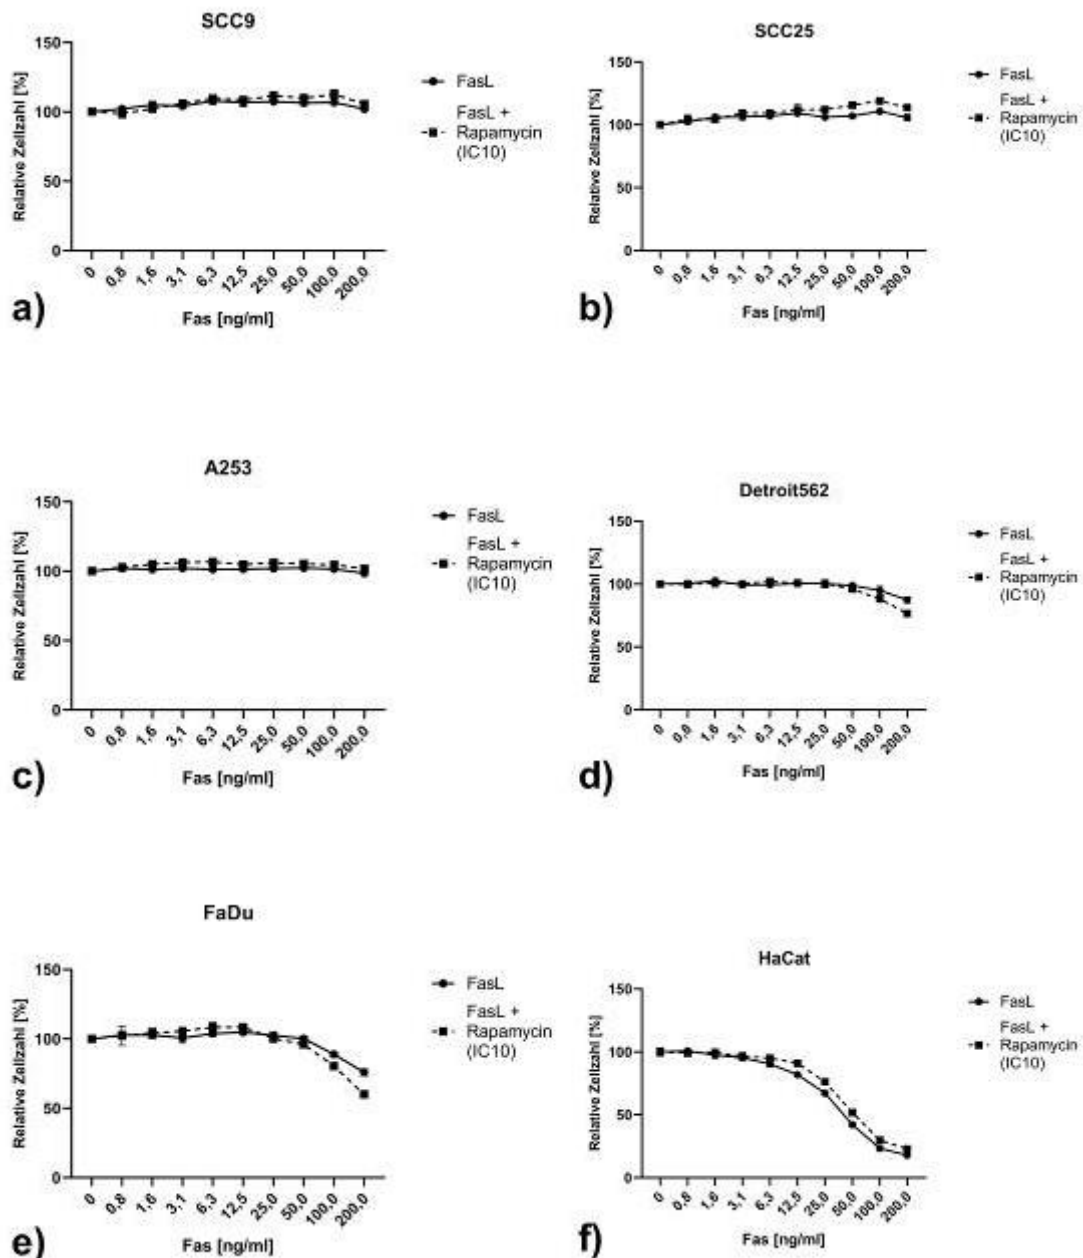 SCC9
Relative Zellzahl [%]
150
100
50
0
0
0,8
1,6
3,1
6,3
12,5
25,0
50,0
100,0
200,0
Fas [ng/ml]
FasL
FasL +
Rapamycin
(IC10)
a)
SCC25
Relative Zellzahl [%]
150
100
50
0
0
0,8
1,6
3,1
6,3
12,5
25,0
50,0
100,0
200,0
Fas [ng/ml]
FasL
FasL +
Rapamycin
(IC10)
b)
A253
Relative Zellzahl [%]
150
100
50
0
0
0,8
1,6
3,1
6,3
12,5
25,0
50,0
100,0
200,0
Fas [ng/ml]
FasL
FasL +
Rapamycin
(IC10)
c)
Detroit562
Relative Zellzahl [%]
150
100
50
0
0
0,8
1,6
3,1
6,3
12,5
25,0
50,0
100,0
200,0
Fas [ng/ml]
FasL
FasL +
Rapamycin
(IC10)
d)
FaDu
Relative Zellzahl [%]
150
100
50
0
0
0,8
1,6
3,1
6,3
12,5
25,0
50,0
100,0
200,0
Fas [ng/ml]
FasL
FasL +
Rapamycin
(IC10)
e)
HaCat
Relative Zellzahl [%]
150
100
50
0
0
0,8
1,6
3,1
6,3
12,5
25,0
50,0
100,0
200,0
Fas [ng/ml]
FasL
FasL +
Rapamycin
(IC10)
f)